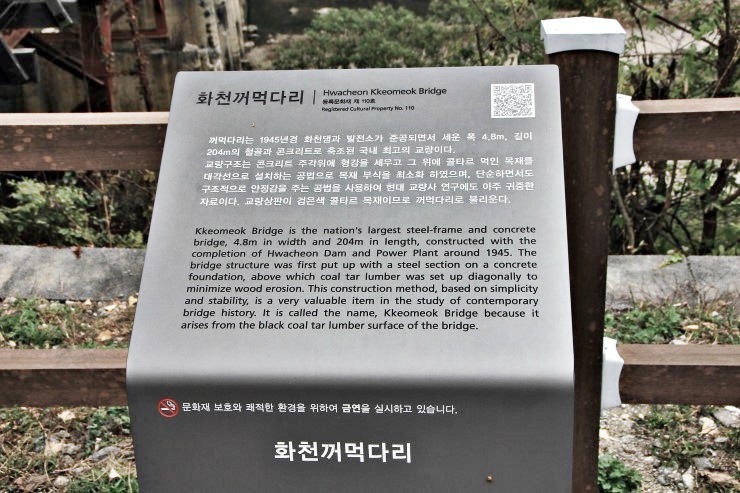 화천꺼먹다리
Hwacheon Kkeomeok Bridge
등록문화재 제 110호
Registered Cultural Property No. 110
꺼먹다리는 1945년경 화천댐과 발전소가 준공되면서 세운 폭 4.8m, 길이
204m의 철골과 콘크리트로 축조된 국내 최고의 교량이다.
교량구조는 콘크리트 주각위에 형강을 세우고 그 위에 콜타르 먹인 목재를
대각선으로 설치하는 공법으로 목재 부식을 최소화 하였으며, 단순하면서도
구조적으로 안정감을 주는 공법을 사용하여 현대 교량사 연구에도 아주 귀중한
자료이다. 교량상판이 검은색 콜타르 목재이므로 꺼먹다리로 불리운다.
Kkeomeok Bridge is the nation's largest steel-frame and concrete
bridge, 4.8m in width and 204m in length, constructed with the
completion of Hwacheon Dam and Power Plant around 1945. The
bridge structure was first put up with a steel section on a concrete
foundation, above which coal tar lumber was set up diagonally to
minimize wood erosion. This construction method, based on simplicity
and stability, is a very valuable item in the study of contemporary
bridge history. It is called the name, Kkeomeok Bridge because it
arises from the black coal tar lumber surface of the bridge.
문화재 보호와 쾌적한 환경을 위하여 금연을 실시하고 있습니다.
화천꺼먹다리